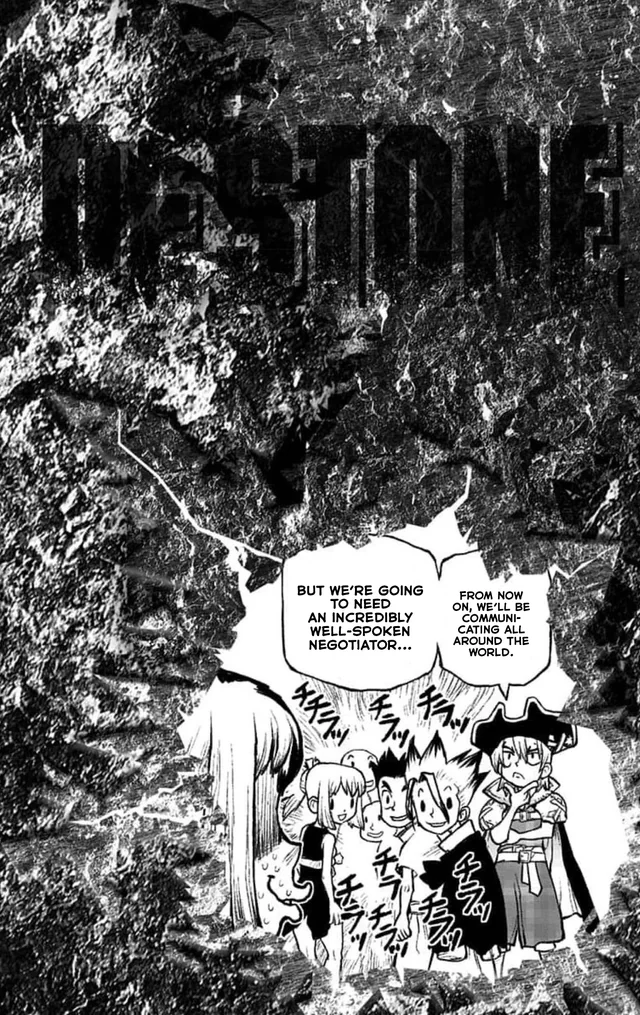 Dr.STONE
FROM NOW
ON, WE'LL BE
COMMUNI-
CATING ALL
AROUND THE
WORLD.
BUT WE'RE GOING
TO NEED
AN INCREDIBLY
WELL-SPOKEN
NEGOTIATOR...
チラッ
チラッ
チチラッ
チラッ
チラッ
チラッ
チラッ
チラッ